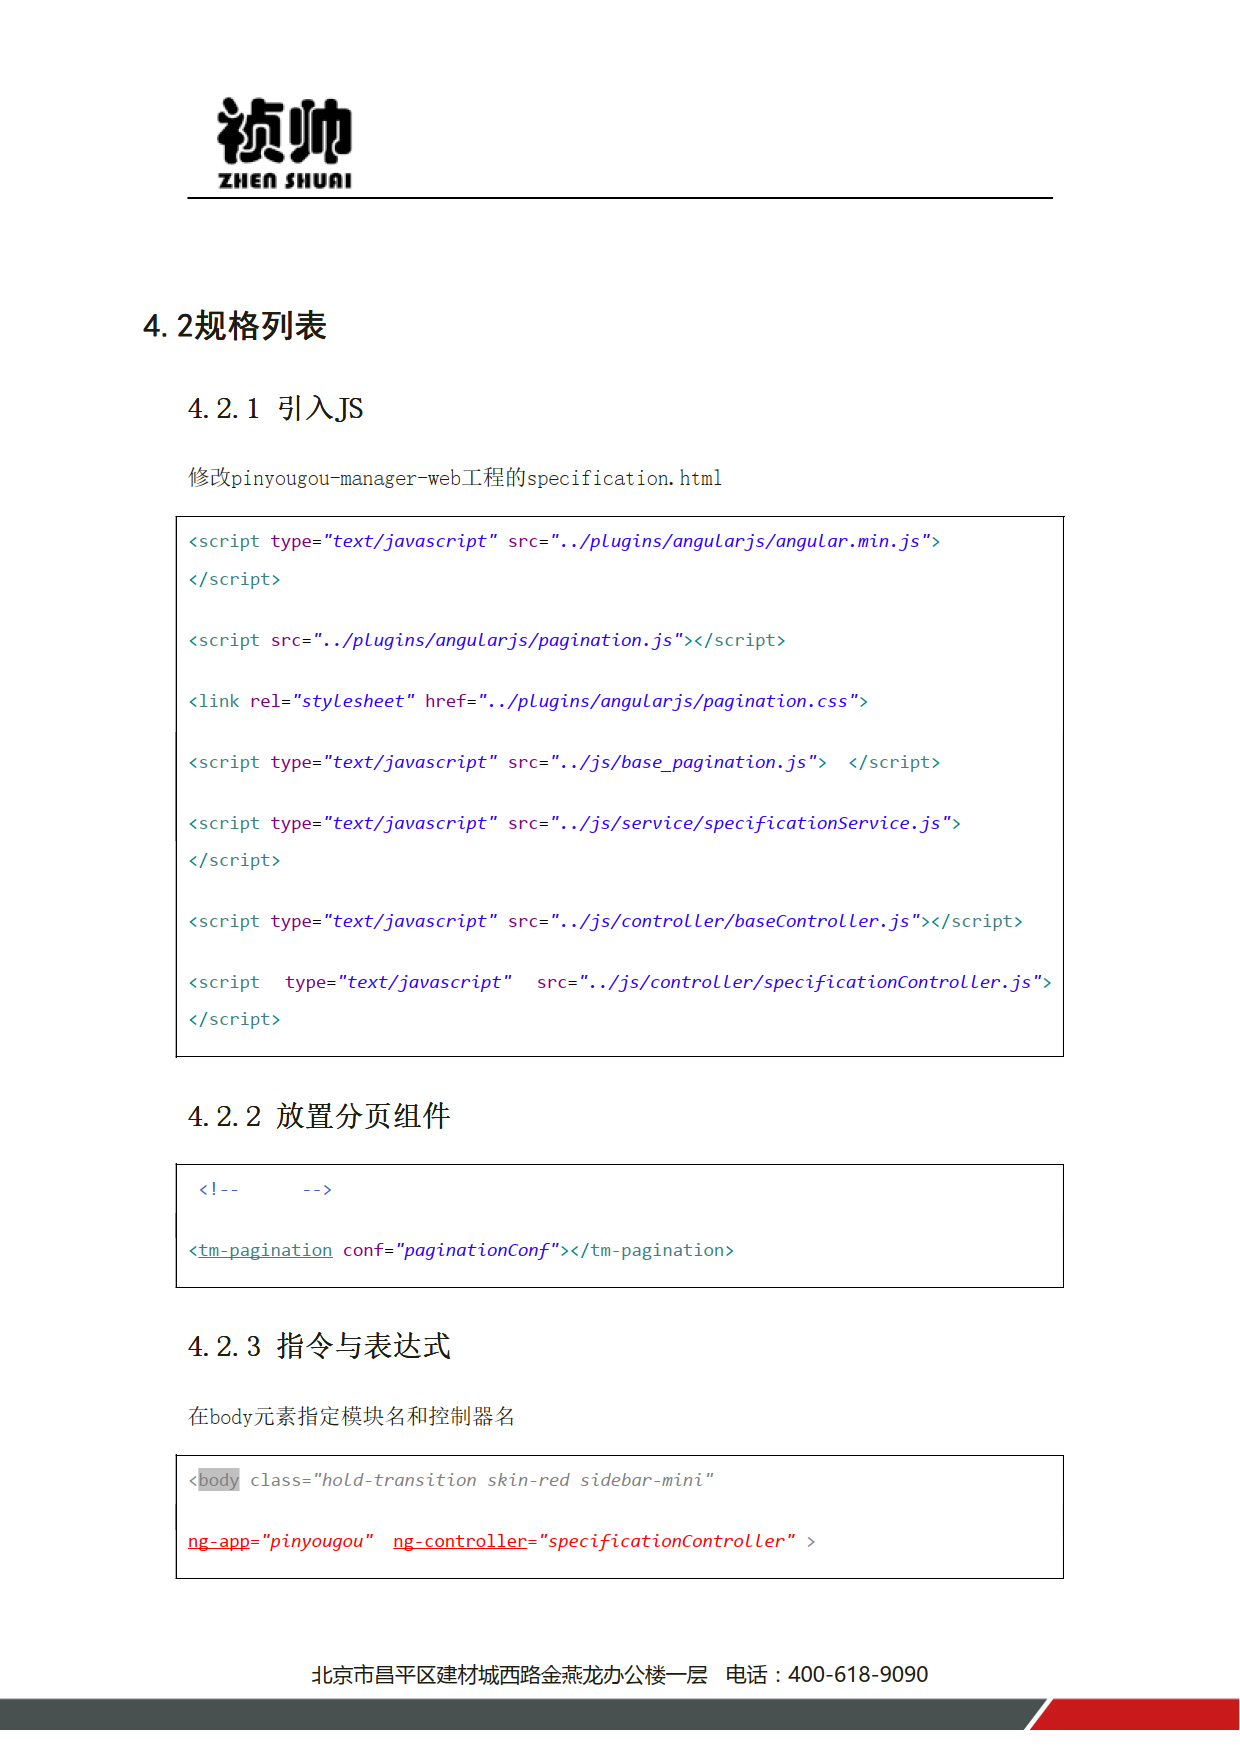 祯帅
ZHEN SHUAI
4.2规格列表
4.2.1 引入JS
修改pinyougou-manager-web工程的specification.html
<script type="text/javascript" src="../plugins/angularjs/angular.min.js">
</script>
<script src="../plugins/angularjs/pagination.js"></script>
<link rel="stylesheet" href="../plugins/angularjs/pagination.css">
<script type="text/javascript" src="../js/base_pagination.js">  </script>
<script type="text/javascript" src="../js/service/specificationService.js">
</script>
<script type="text/javascript" src="../js/controller/baseController.js"></script>
<script  type="text/javascript"  src="../js/controller/specificationController.js">
</script>
4.2.2 放置分页组件
<!--      -->
<tm-pagination conf="paginationConf"></tm-pagination>
4.2.3 指令与表达式
在body元素指定模块名和控制器名
<body class="hold-transition skin-red sidebar-mini"
ng-app="pinyougou"  ng-controller="specificationController" >
北京市昌平区建材城西路金燕龙办公楼一层   电话：400-618-9090